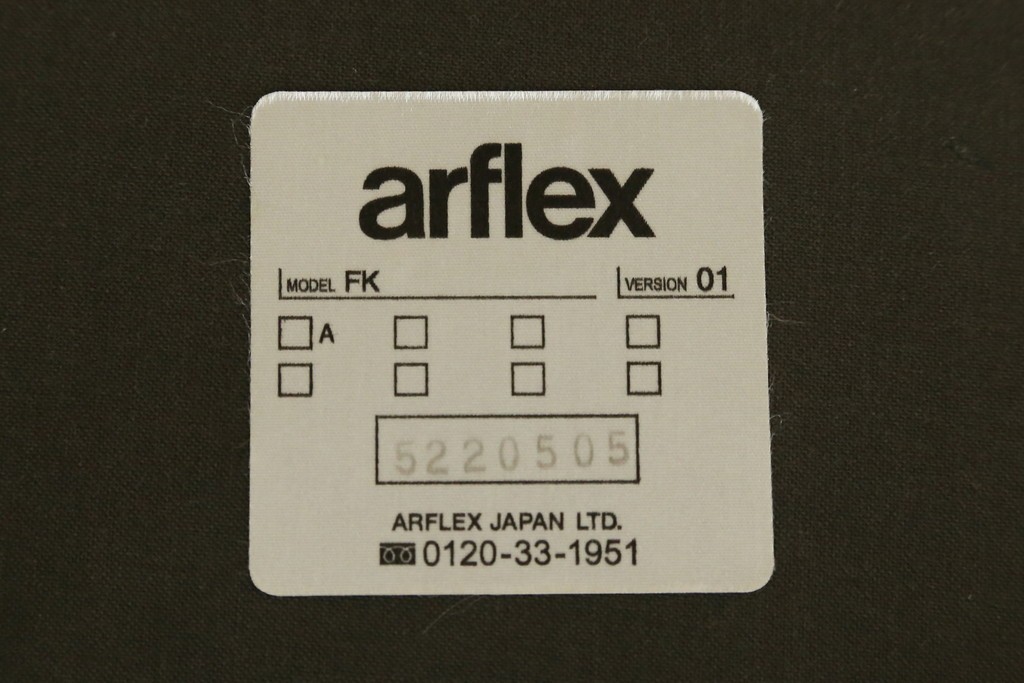 arflex
MODEL FK VERSION 01
A
5220505
ARFLEX JAPAN LTD.
0120-33-1951